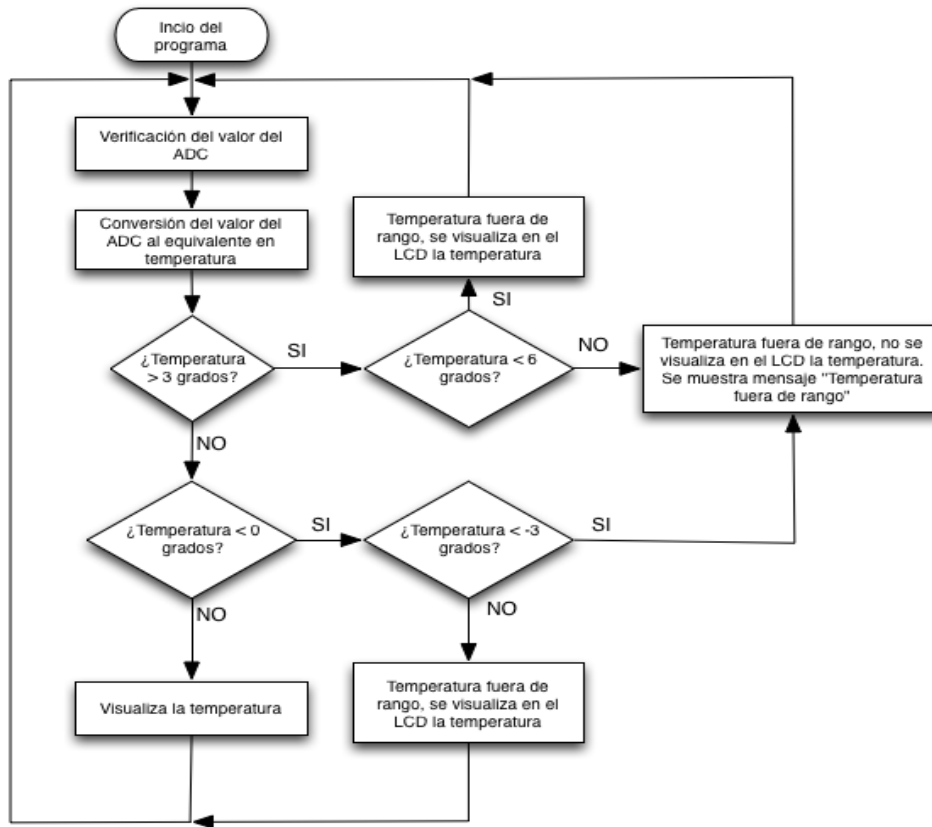 Incio del
programa
Verificación del valor del
ADC
Conversión del valor del
ADC al equivalente en
temperatura
Temperatura fuera de
rango, se visualiza en el
LCD la temperatura
SI
¿Temperatura
> 3 grados?
SI
¿Temperatura < 6
grados?
NO
Temperatura fuera de rango, no se
visualiza en el LCD la temperatura.
Se muestra mensaje "Temperatura
fuera de rango"
NO
¿Temperatura < 0
grados?
SI
¿Temperatura < -3
grados?
SI
NO
NO
Visualiza la temperatura
Temperatura fuera de
rango, se visualiza en el
LCD la temperatura